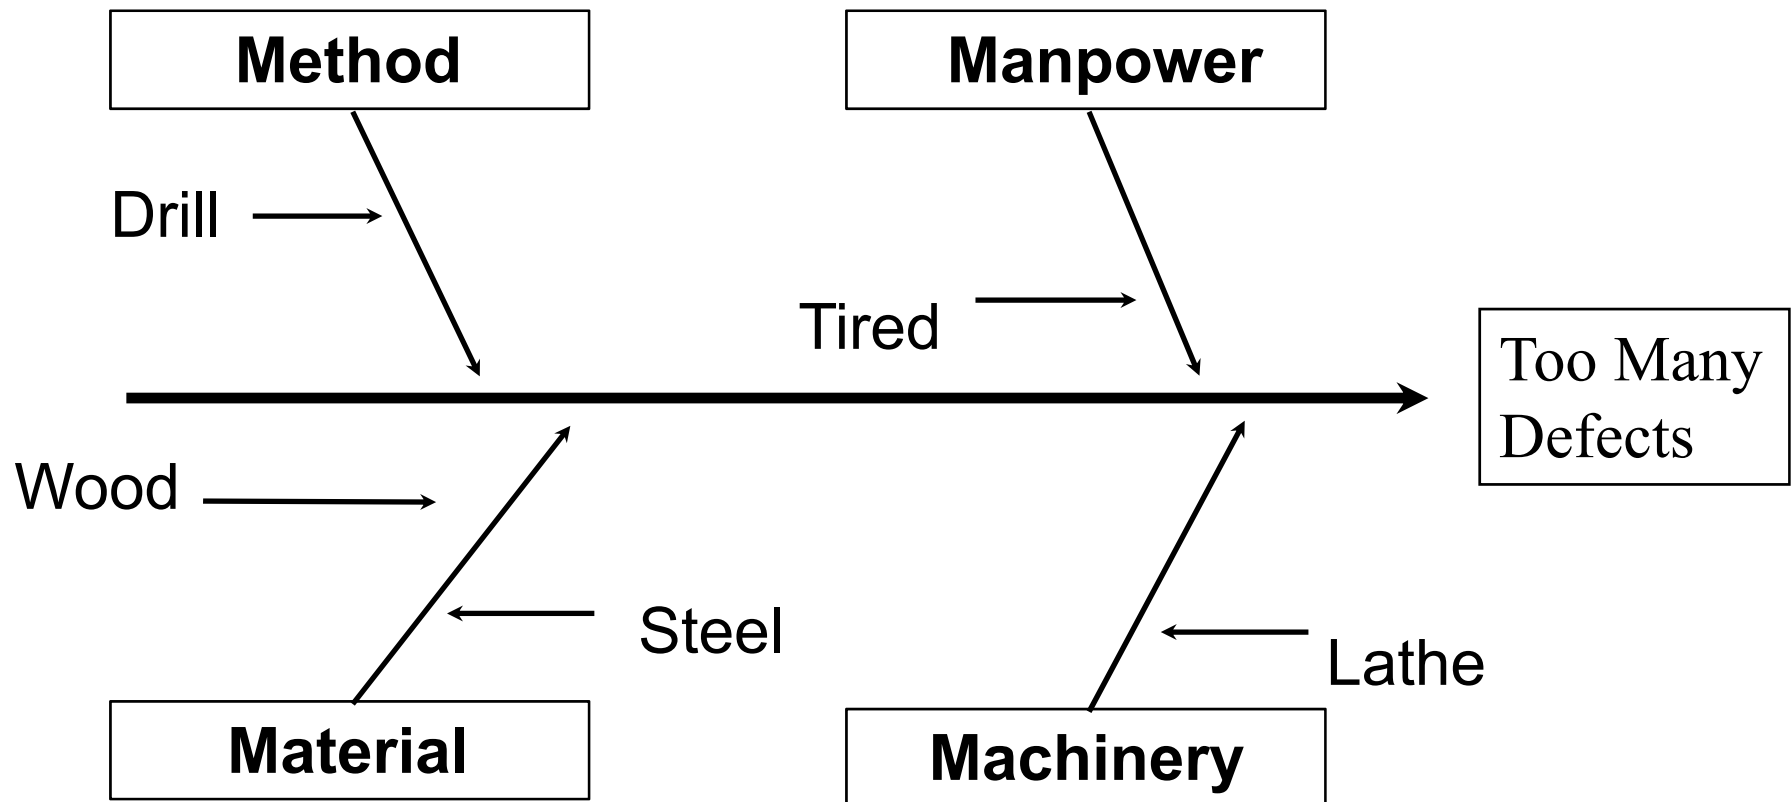 Method
Manpower
Drill
Tired
Too Many
Defects
Wood
Steel
Lathe
Material
Machinery